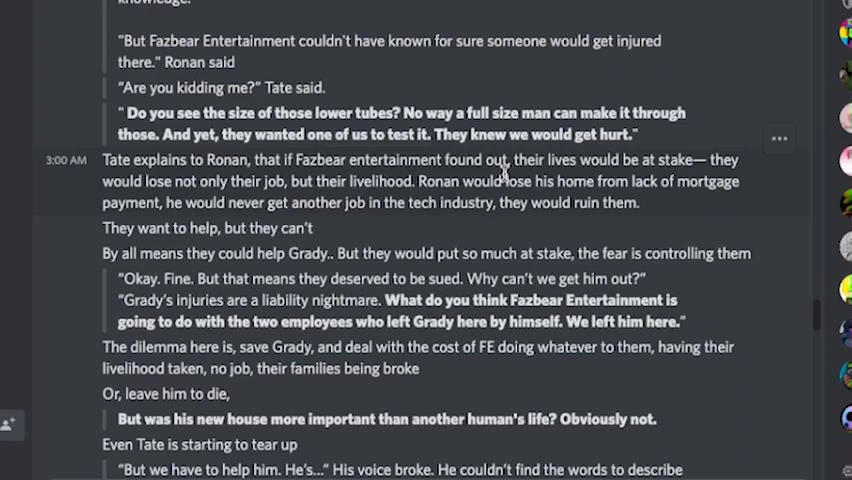 knowledge.
"But Fazbear Entertainment couldn't have known for sure someone would get injured
there." Ronan said
"Are you kidding me?" Tate said.
" Do you see the size of those lower tubes? No way a full size man can make it through
those. And yet, they wanted one of us to test it. They knew we would get hurt."
3:00 AM
Tate explains to Ronan, that if Fazbear entertainment found out, their lives would be at stake— they
would lose not only their job, but their livelihood. Ronan would lose his home from lack of mortgage
payment, he would never get another job in the tech industry, they would ruin them.
They want to help, but they can't
By all means they could help Grady.. But they would put so much at stake, the fear is controlling them
"Okay. Fine. But that means they deserved to be sued. Why can't we get him out?"
"Grady's injuries are a liability nightmare. What do you think Fazbear Entertainment is
going to do with the two employees who left Grady here by himself. We left him here."
The dilemma here is, save Grady, and deal with the cost of FE doing whatever to them, having their
livelihood taken, no job, their families being broke
Or, leave him to die,
But was his new house more important than another human's life? Obviously not.
Even Tate is starting to tear up
"But we have to help him. He's..." His voice broke. He couldn't find the words to describe